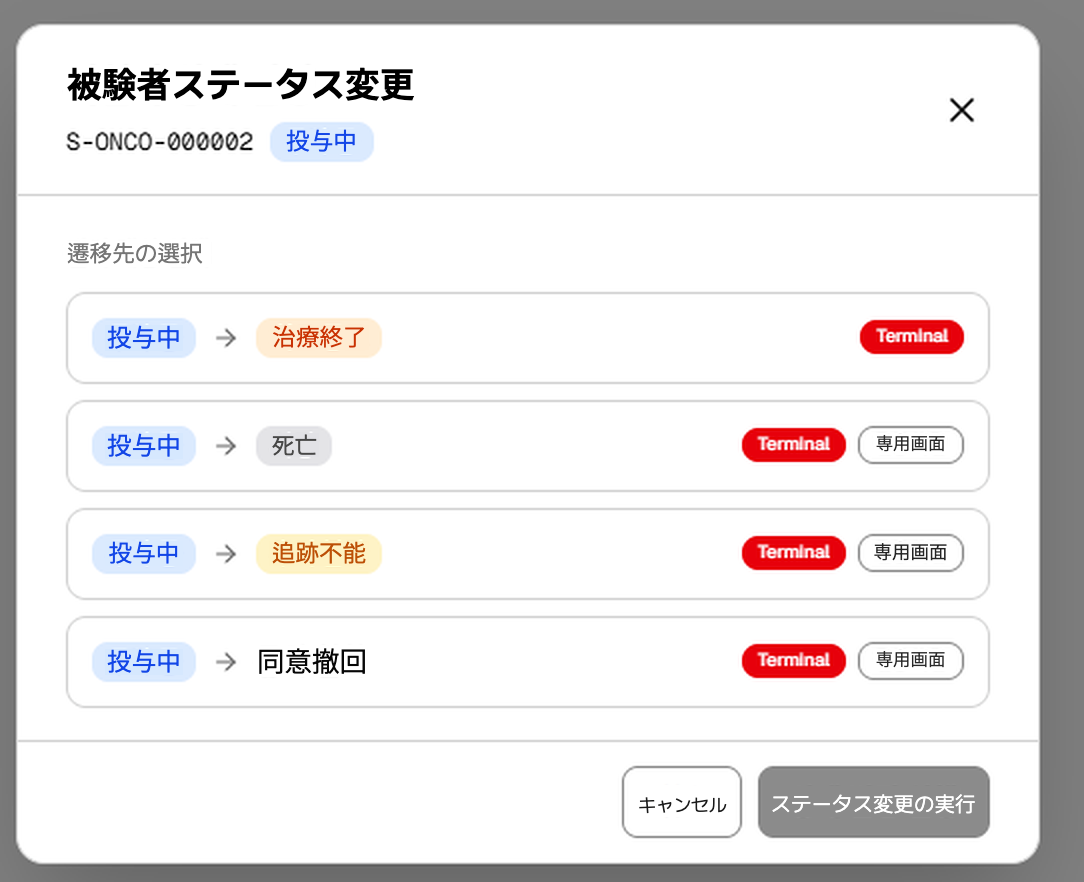 被験者ステータス変更
S-ONCO-000002 投与中
遷移先の選択
投与中 → 治療終了 Terminal
投与中 → 死亡 Terminal 専用画面
投与中 → 追跡不能 Terminal 専用画面
投与中 → 同意撤回 Terminal 専用画面
キャンセル ステータス変更の実行